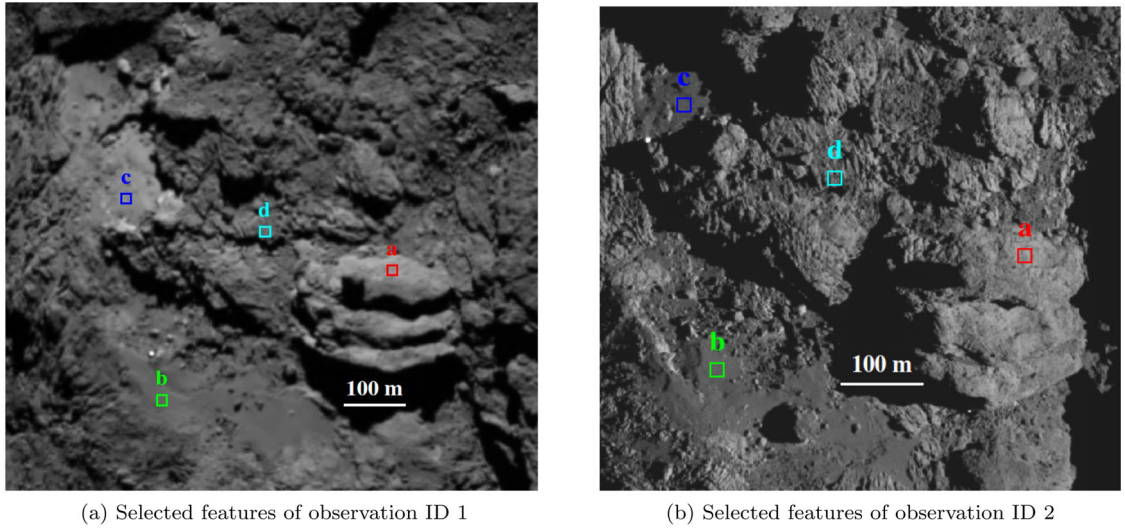 c
d
a
b
100 m
(a) Selected features of observation ID 1
c
d
a
b
100 m
(b) Selected features of observation ID 2